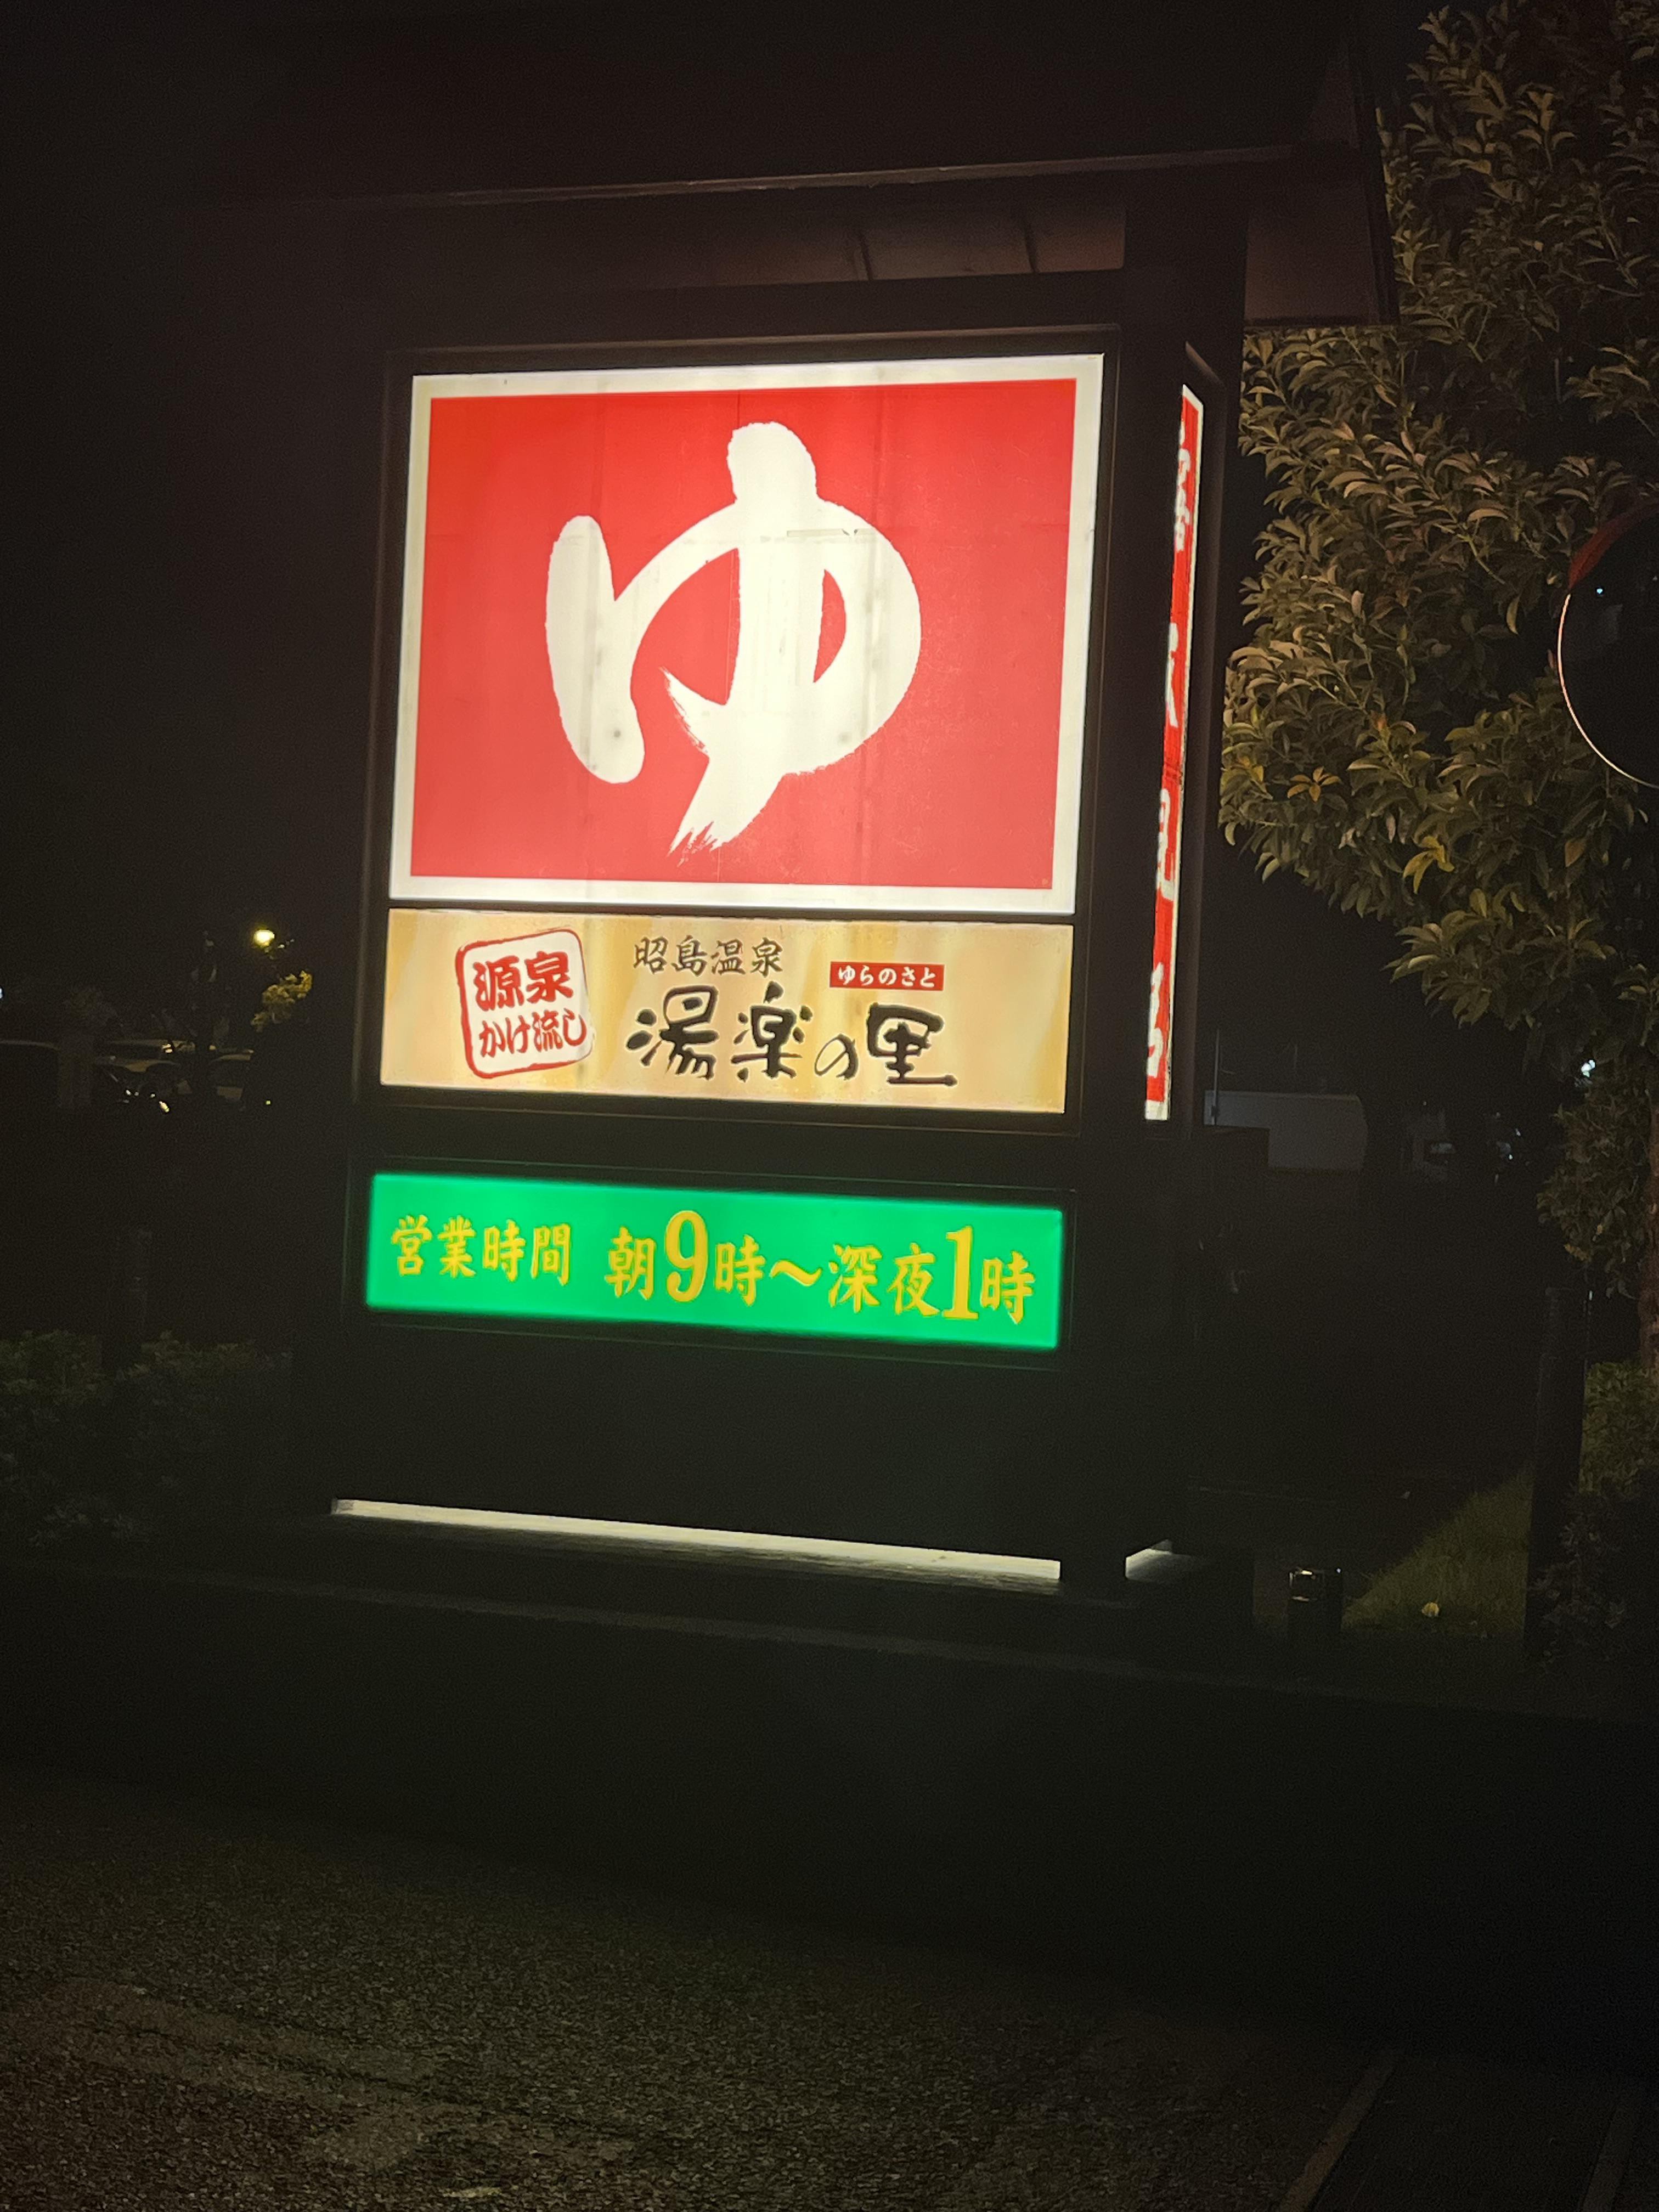 ゆ
源泉
かけ流し
昭島温泉
ゆらのさと
湯楽の里
営業時間 朝9時〜深夜1時